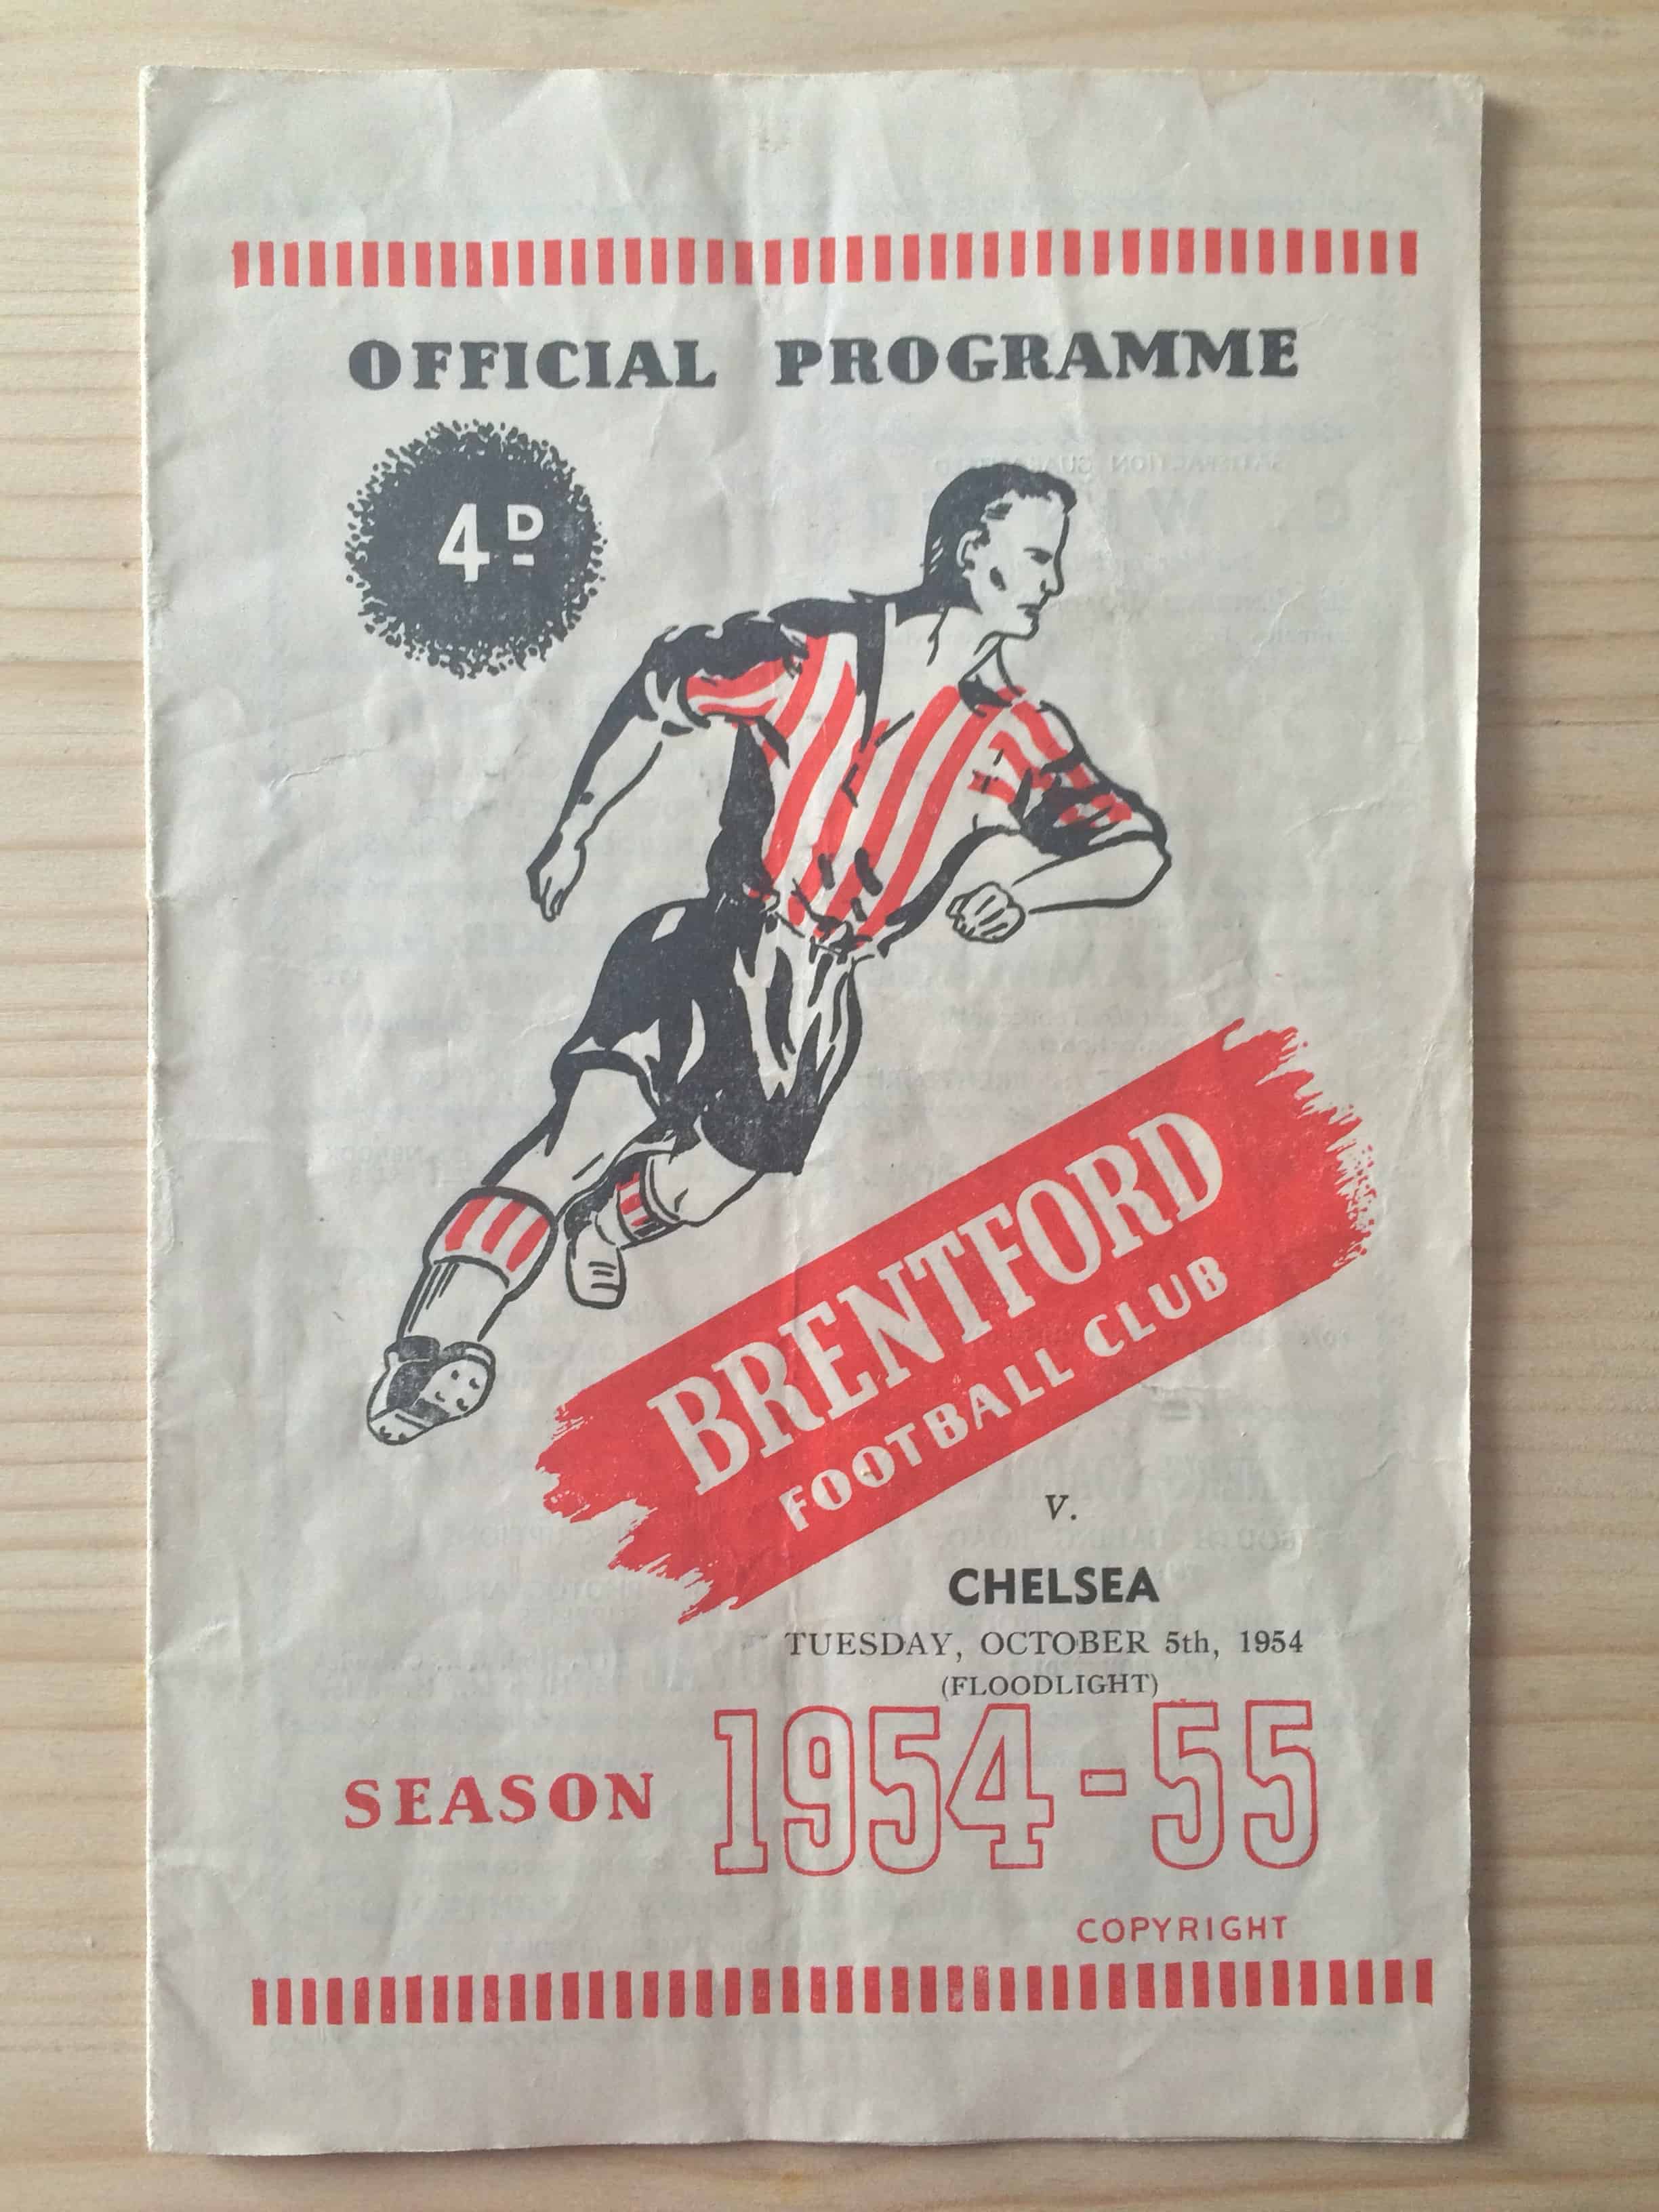 OFFICIAL PROGRAMME
4D
BRENTFORD
FOOTBALL CLUB
V.
CHELSEA
TUESDAY, OCTOBER 5th, 1954
(FLOODLIGHT)
SEASON 1954-55
COPYRIGHT